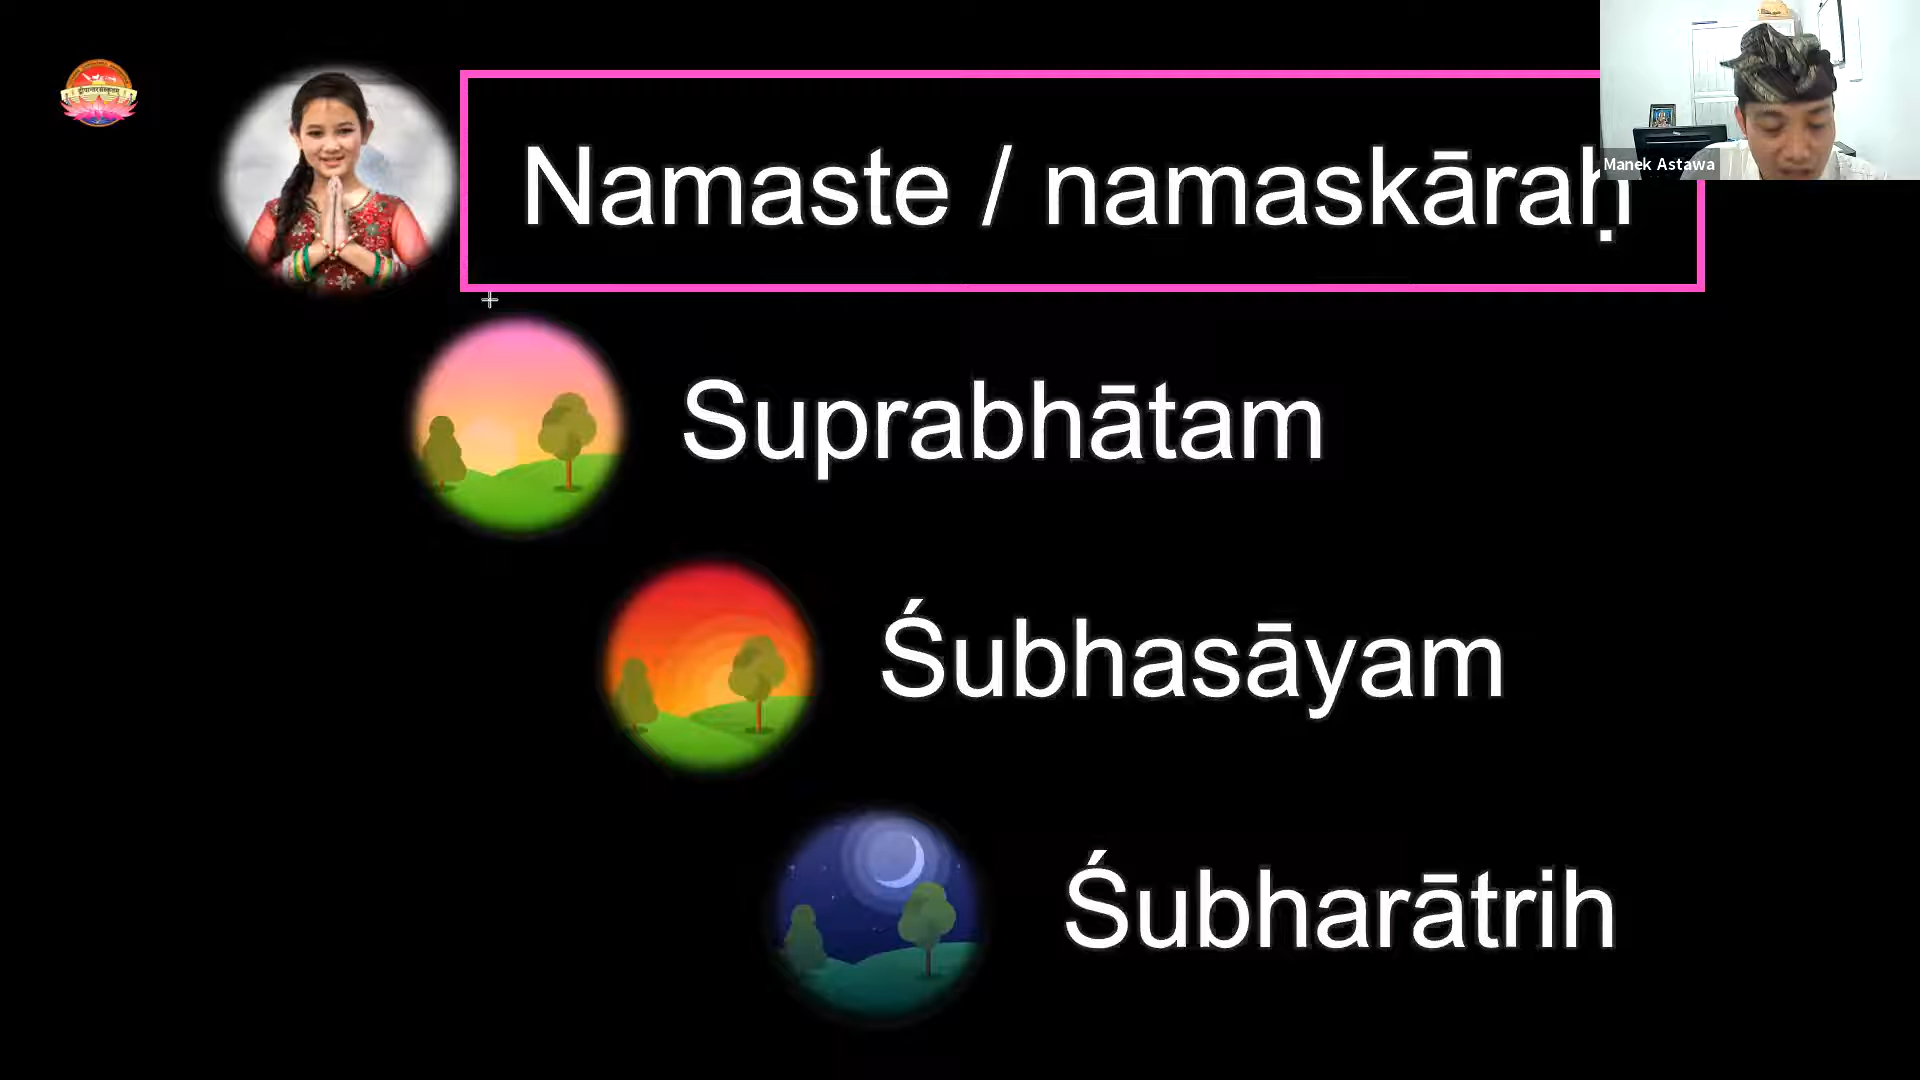 Namaste / namaskāraḥ
Manek Astawa
Suprabhātam
Śubhasāyam
Śubharātrih